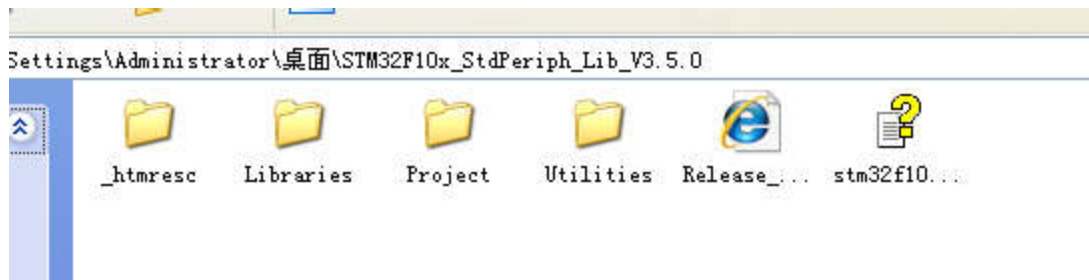 Settings\Administrator\桌面\STM32F10x_StdPeriph_Lib_V3.5.0
_htmresc Libraries Project Utilities Release_... stm32f10...